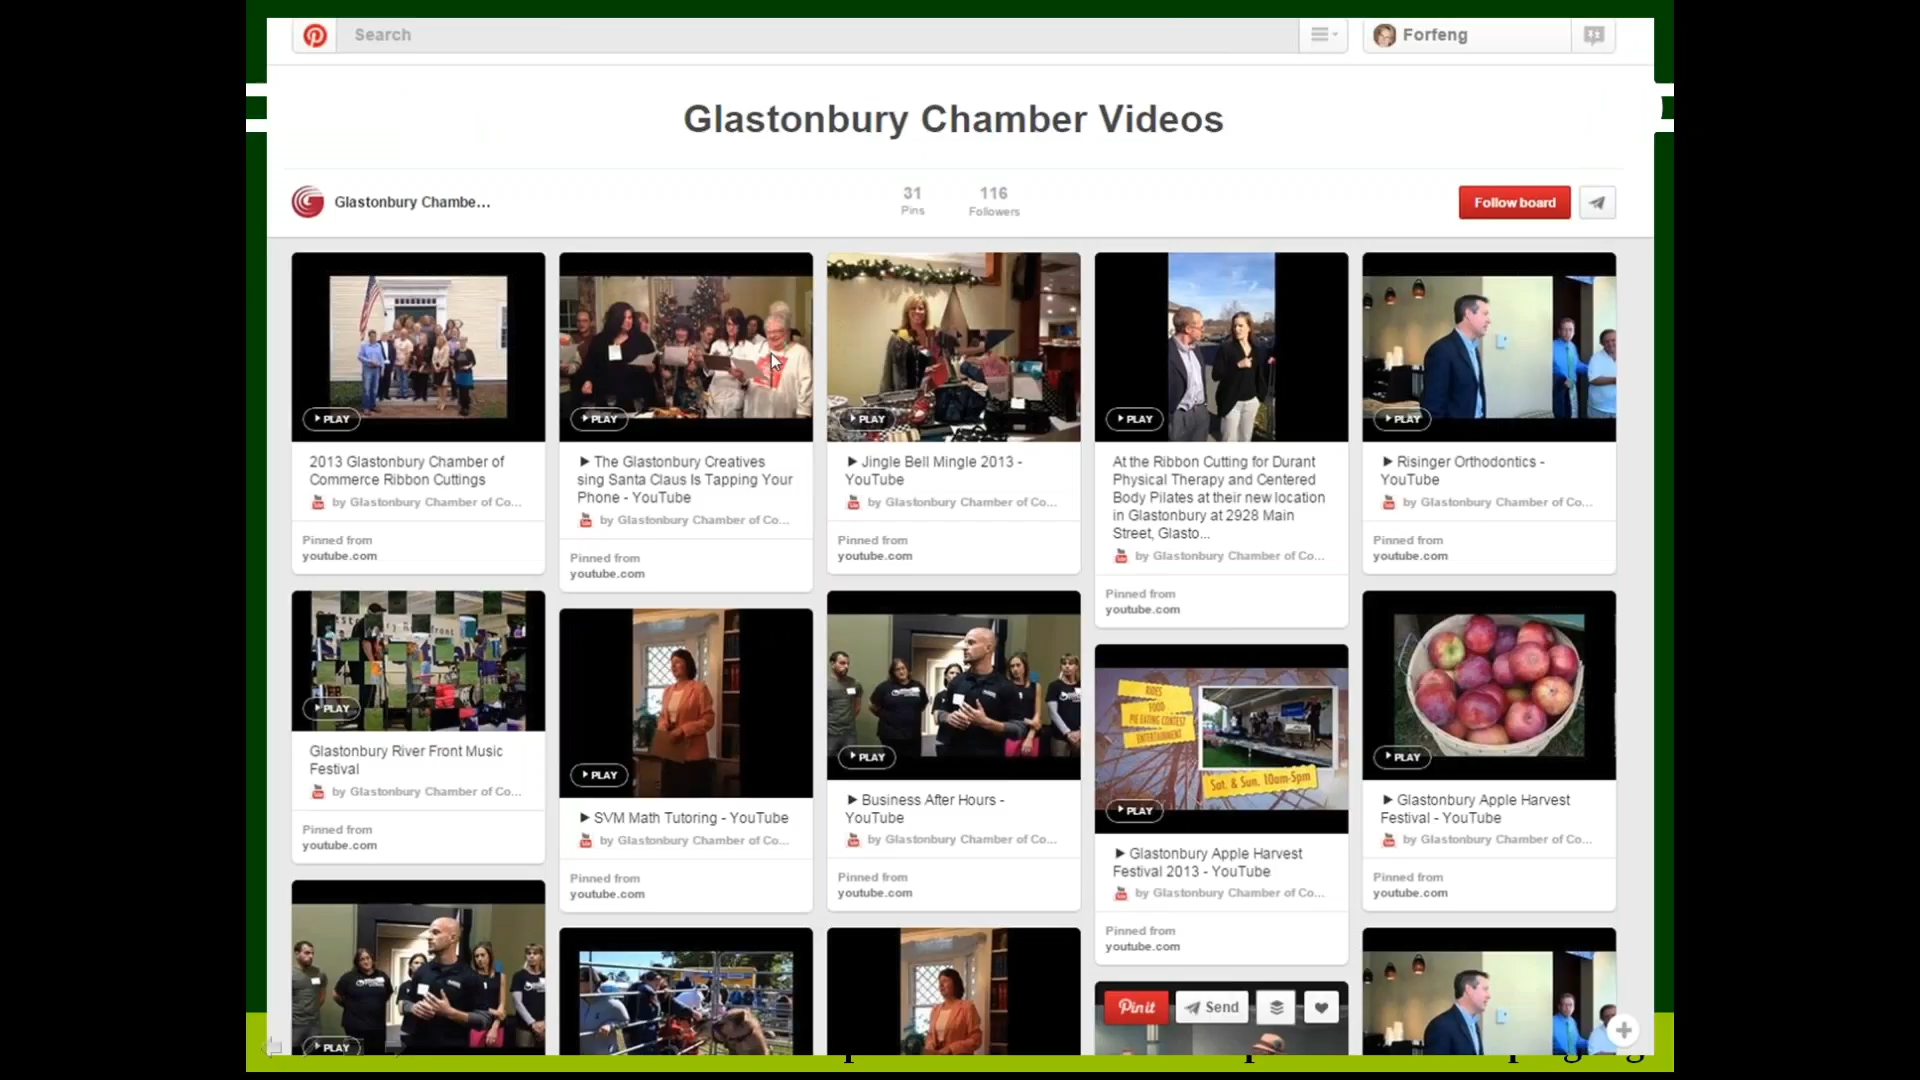 Search
Forfeng
Glastonbury Chamber Videos
Glastonbury Chambe...
31
Pins
116
Followers
Follow board
PLAY
2013 Glastonbury Chamber of
Commerce Ribbon Cuttings
by Glastonbury Chamber of Co...
Pinned from
youtube.com
PLAY
The Glastonbury Creatives
sing Santa Claus Is Tapping Your
Phone - YouTube
by Glastonbury Chamber of Co...
Pinned from
youtube.com
PLAY
Jingle Bell Mingle 2013 -
YouTube
by Glastonbury Chamber of Co...
Pinned from
youtube.com
PLAY
At the Ribbon Cutting for Durant
Physical Therapy and Centered
Body Pilates at their new location
in Glastonbury at 2928 Main
Street, Glasto...
by Glastonbury Chamber of Co...
Pinned from
youtube.com
PLAY
Risinger Orthodontics -
YouTube
by Glastonbury Chamber of Co...
Pinned from
youtube.com
PLAY
Glastonbury River Front Music
Festival
by Glastonbury Chamber of Co...
Pinned from
youtube.com
PLAY
SVM Math Tutoring - YouTube
by Glastonbury Chamber of Co...
Pinned from
youtube.com
PLAY
Business After Hours -
YouTube
by Glastonbury Chamber of Co...
Pinned from
youtube.com
RIDES
FOOD
PIE EATING CONTEST
ENTERTAINMENT
Sat. & Sun. 10am-5pm
PLAY
Glastonbury Apple Harvest
Festival 2013 - YouTube
by Glastonbury Chamber of Co...
Pinned from
youtube.com
PLAY
Glastonbury Apple Harvest
Festival - YouTube
by Glastonbury Chamber of Co...
Pinned from
youtube.com
PLAY
Pin it
Send